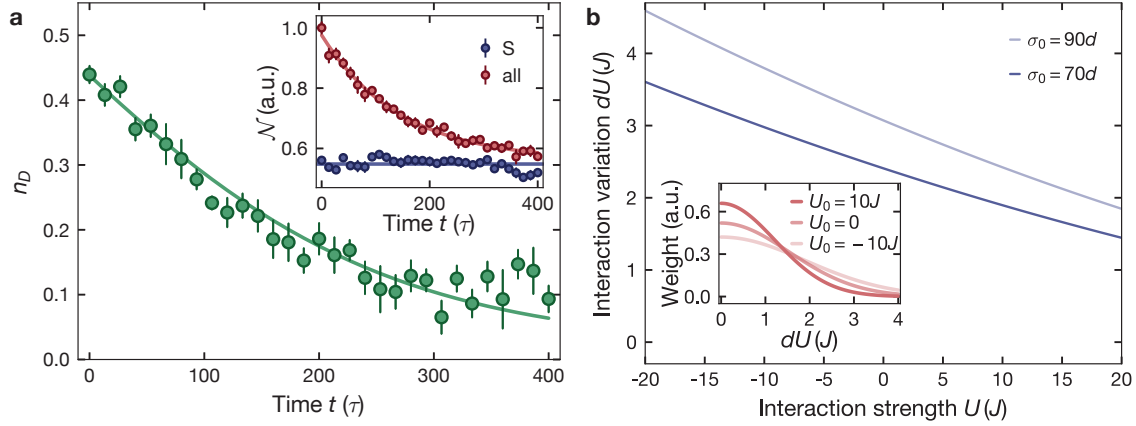 a
0.5
0.4
0.3
0.2
0.1
0.0
n_D
0
100
200
300
400
Time t (τ)
1.0
0.8
0.6
𝒩 (a.u.)
S
all
0
200
400
Time t (τ)
b
4
3
2
1
0
Interaction variation dU (J)
σ₀ = 90d
σ₀ = 70d
-20
-15
-10
-5
0
5
10
15
20
Interaction strength U (J)
0.6
0.3
0.0
Weight (a.u.)
U₀ = 10J
U₀ = 0
U₀ = −10J
0
1
2
3
4
dU (J)